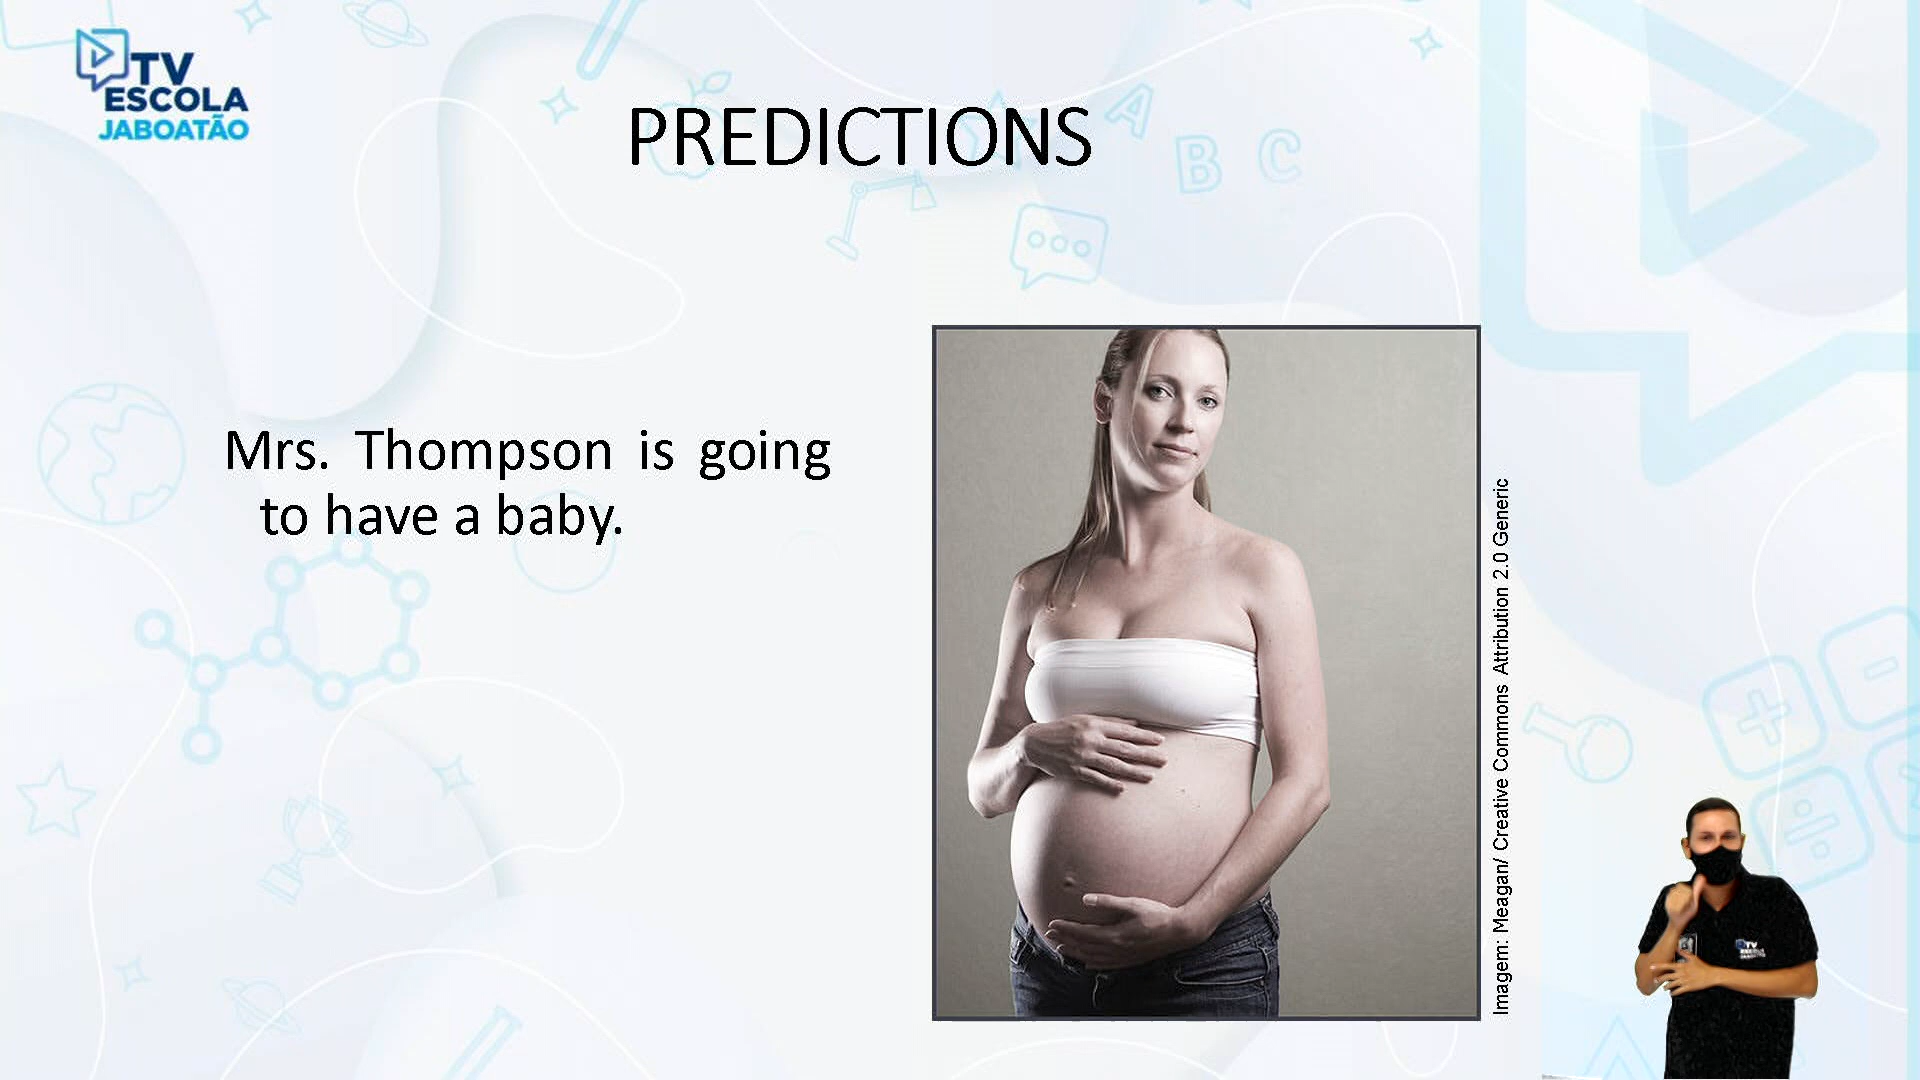 TV
ESCOLA
JABOATÃO
PREDICTIONS
A
B C
Mrs. Thompson is going
to have a baby.
Imagem: Meagan/ Creative Commons Attribution 2.0 Generic
TV